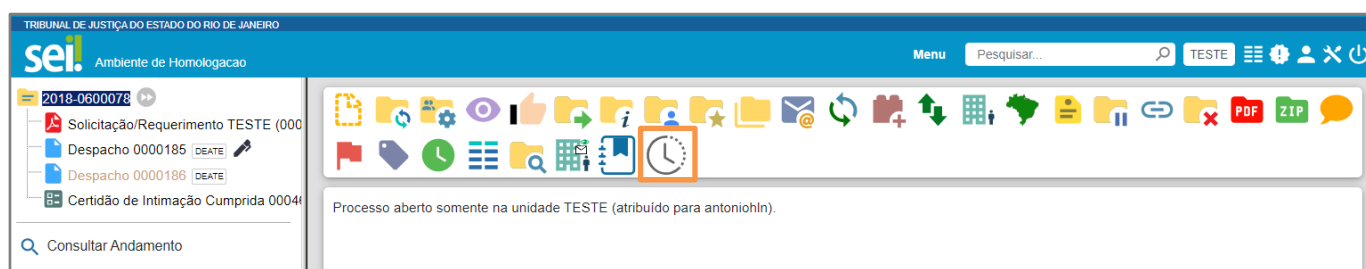 TRIBUNAL DE JUSTIÇA DO ESTADO DO RIO DE JANEIRO
sei!
Ambiente de Homologacao
Menu
Pesquisar...
TESTE
2018-0600078
Solicitação/Requerimento TESTE (000
Despacho 0000185 DEATE
Despacho 0000186 DEATE
Certidão de Intimação Cumprida 00046
Consultar Andamento
PDF
ZIP
Processo aberto somente na unidade TESTE (atribuído para antoniohln).